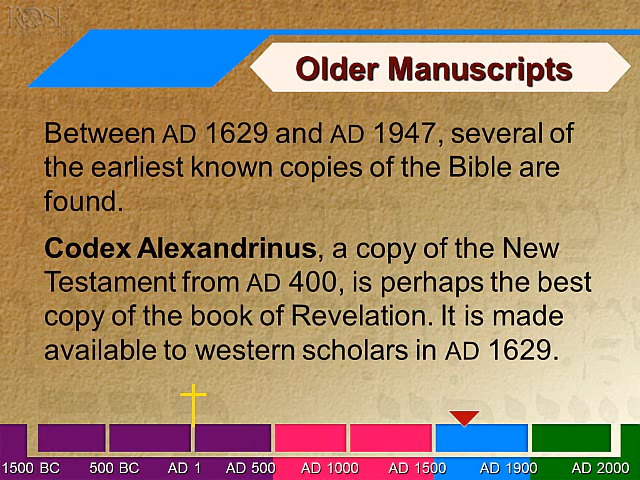 ROSE
Older Manuscripts
Between AD 1629 and AD 1947, several of
the earliest known copies of the Bible are
found.
Codex Alexandrinus, a copy of the New
Testament from AD 400, is perhaps the best
copy of the book of Revelation. It is made
available to western scholars in AD 1629.
1500 BC 500 BC AD 1 AD 500 AD 1000 AD 1500 AD 1900 AD 2000